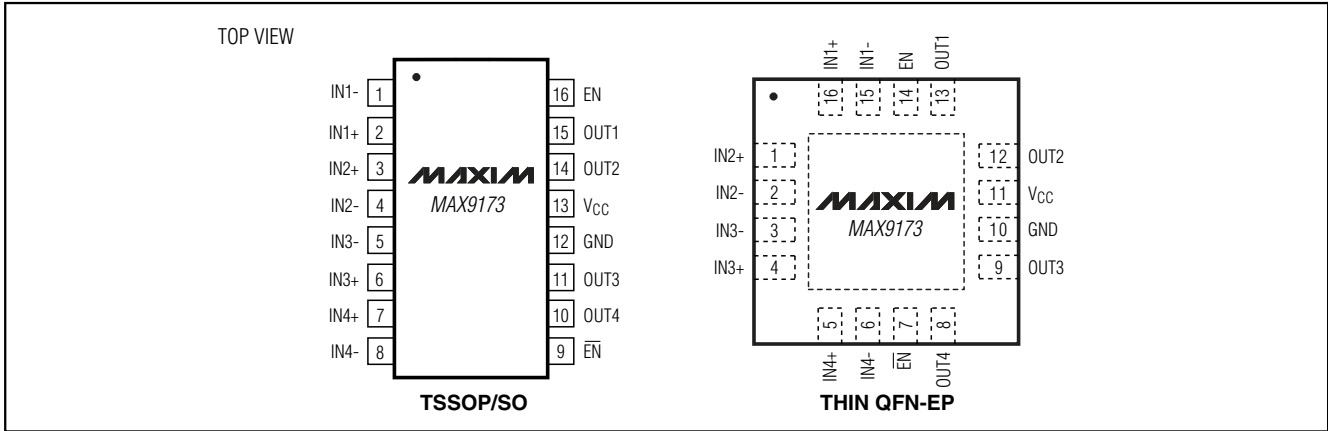 TOP VIEW
IN1- 1
IN1+ 2
IN2+ 3
IN2- 4
IN3- 5
IN3+ 6
IN4+ 7
IN4- 8
16 EN
15 OUT1
14 OUT2
13 VCC
12 GND
11 OUT3
10 OUT4
9 E̅N̅
MAXIM
MAX9173
TSSOP/SO
IN1+ IN1- EN OUT1
16 15 14 13
IN2+ 1
IN2- 2
IN3- 3
IN3+ 4
12 OUT2
11 VCC
10 GND
9 OUT3
MAXIM
MAX9173
5 6 7 8
IN4+ IN4- E̅N̅ OUT4
THIN QFN-EP